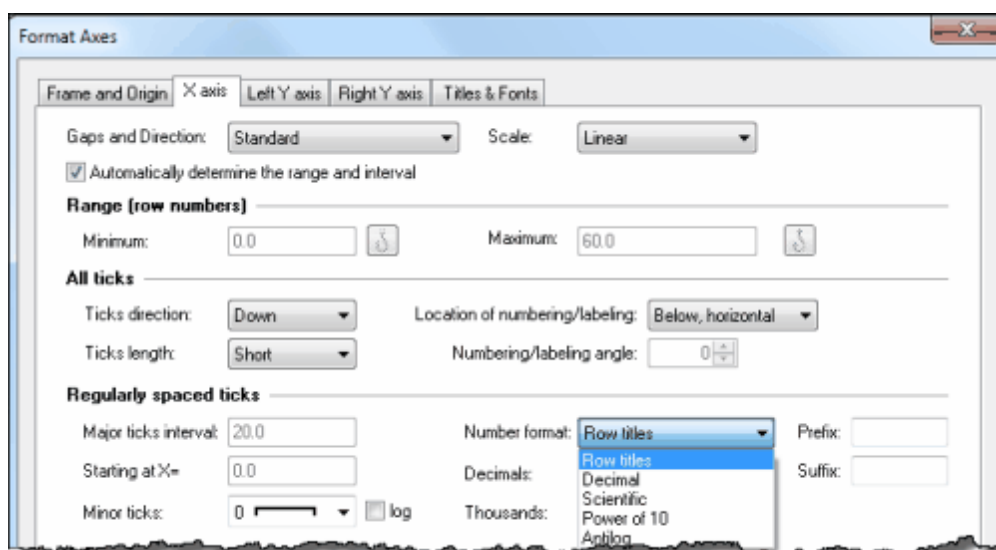 Format Axes
Frame and Origin X axis Left Y axis Right Y axis Titles & Fonts
Gaps and Direction: Standard Scale: Linear
Automatically determine the range and interval
Range (row numbers)
Minimum: 0.0 Maximum: 60.0
All ticks
Ticks direction: Down Location of numbering/labeling: Below, horizontal
Ticks length: Short Numbering/labeling angle: 0
Regularly spaced ticks
Major ticks interval: 20.0 Number format: Row titles Prefix:
Row titles
Starting at X= 0.0 Decimals: Decimal Suffix:
Scientific
Minor ticks: 0 log Thousands: Power of 10
Antilog